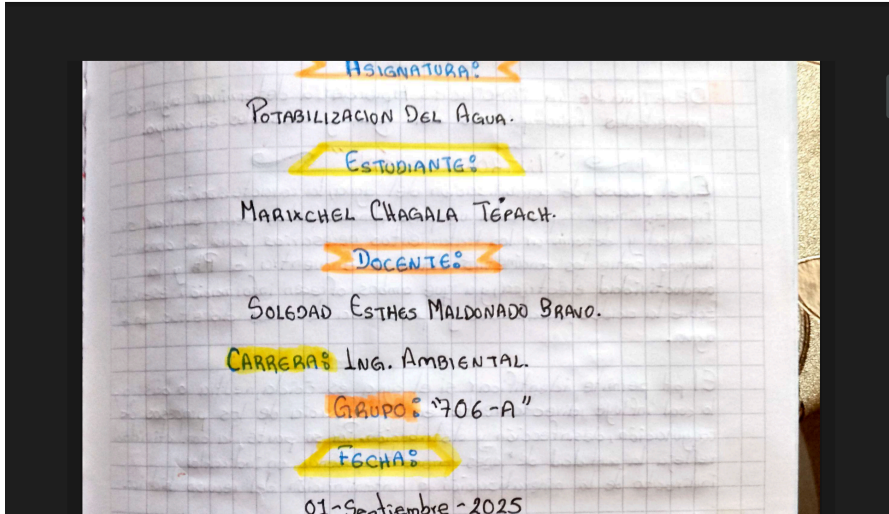 ASIGNATURA:
POTABILIZACION DEL AGUA.
ESTUDIANTE:
MARIXCHEL CHAGALA TÉPACH.
DOCENTE:
SOLEDAD ESTHES MALDONADO BRAVO.
CARRERA: ING. AMBIENTAL.
GRUPO: "706-A"
FECHA:
01-Septiembre-2025